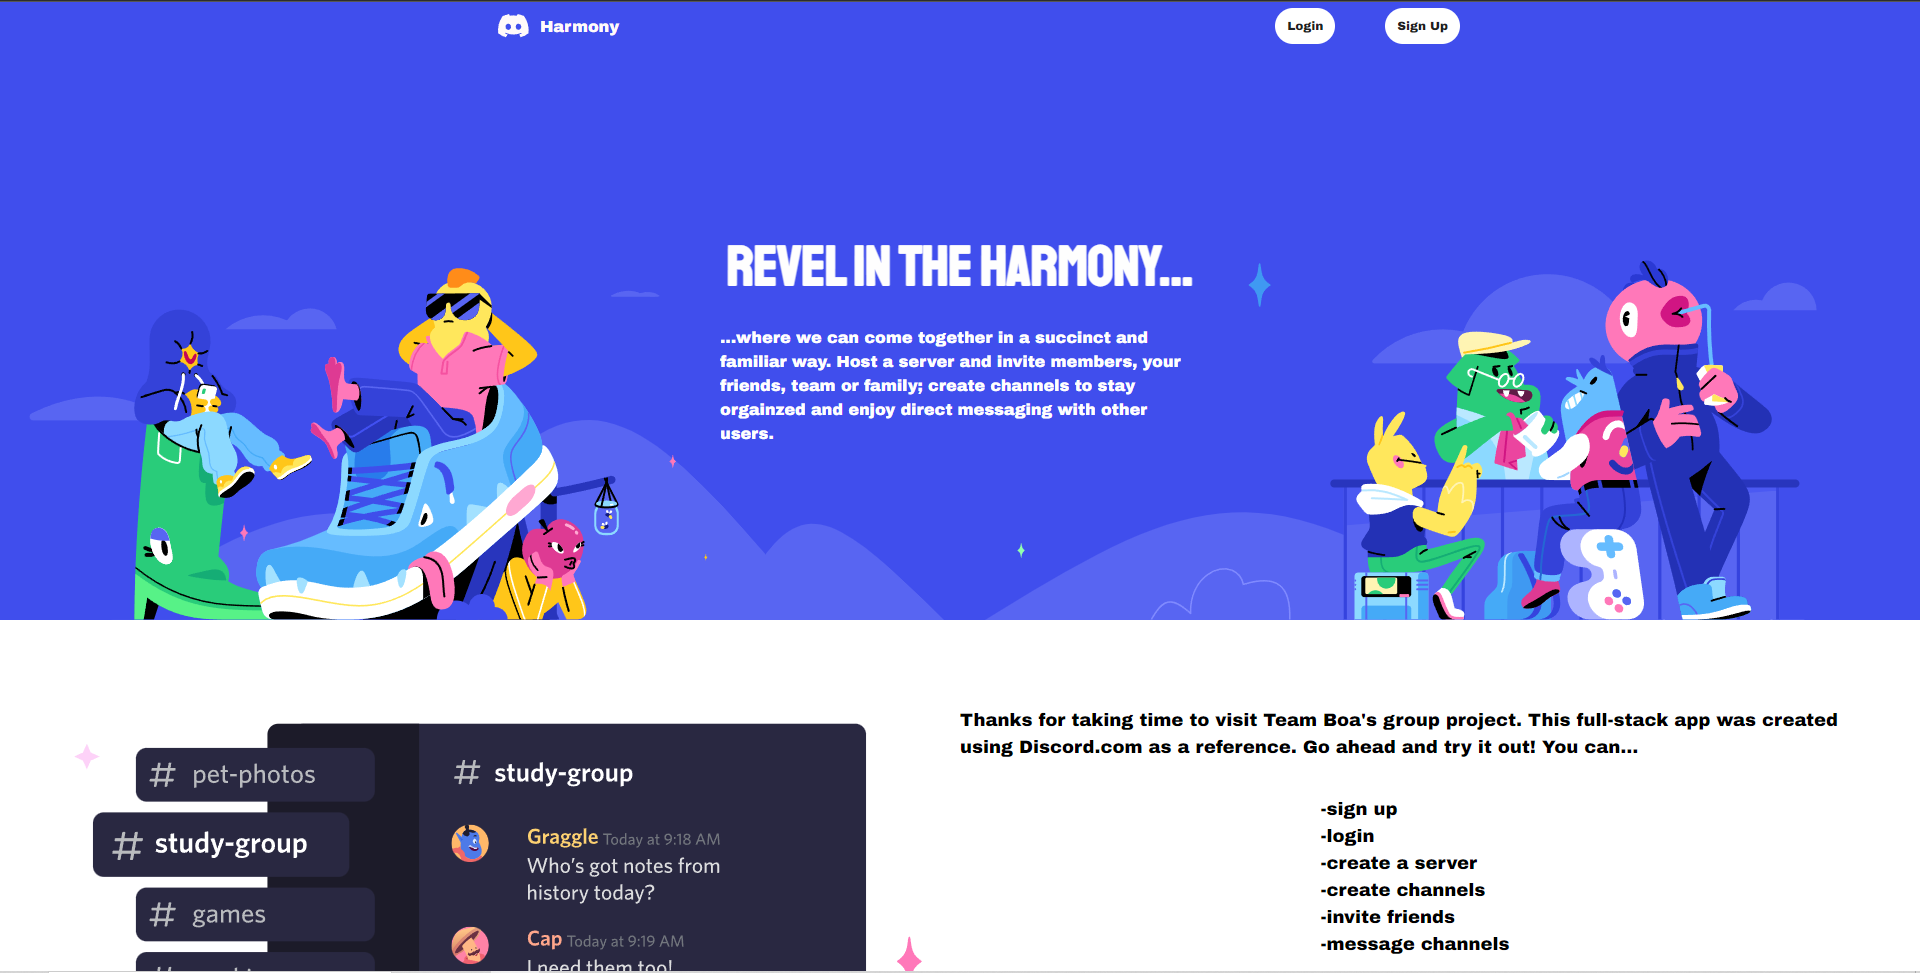 Harmony
Login
Sign Up
REVEL IN THE HARMONY...
...where we can come together in a succinct and
familiar way. Host a server and invite members, your
friends, team or family; create channels to stay
orgainzed and enjoy direct messaging with other
users.
# pet-photos
# study-group
# games
# study-group
Graggle Today at 9:18 AM
Who's got notes from
history today?
Cap Today at 9:19 AM
I need them too!
Thanks for taking time to visit Team Boa's group project. This full-stack app was created
using Discord.com as a reference. Go ahead and try it out! You can...
-sign up
-login
-create a server
-create channels
-invite friends
-message channels